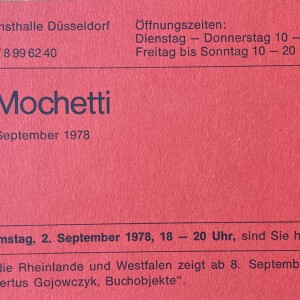 nsthalle Düsseldorf
/ 8 99 62 40
Öffnungszeiten:
Dienstag – Donnerstag 10 –
Freitag bis Sonntag 10 – 20
Mochetti
September 1978
mstag, 2. September 1978, 18 – 20 Uhr, sind Sie h
die Rheinlande und Westfalen zeigt ab 8. Septemb
ertus Gojowczyk, Buchobjekte".